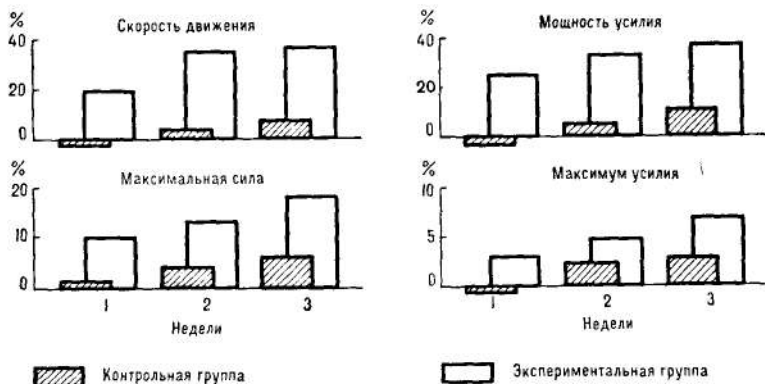 %
Скорость движения
40
20
0
%
Мощность усилия
40
20
0
%
Максимальная сила
20
10
0
1 2 3
Недели
%
Максимум усилия
10
5
0
1 2 3
Недели
Контрольная группа
Экспериментальная группа